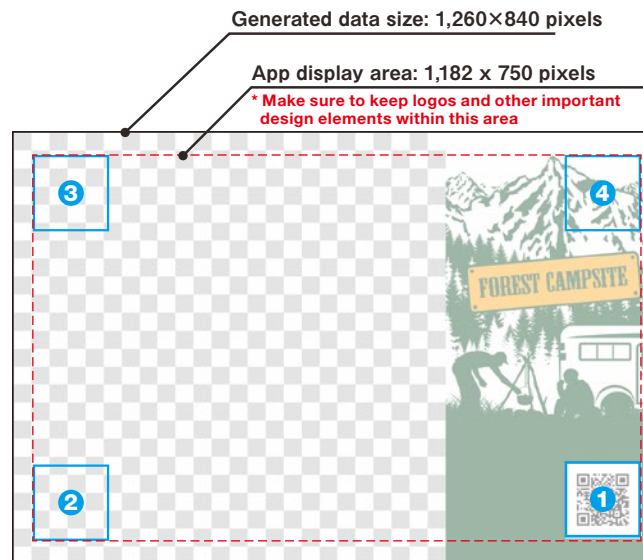 Generated data size: 1,260×840 pixels
App display area: 1,182 x 750 pixels
* Make sure to keep logos and other important
design elements within this area
3
4
FOREST CAMPSITE
2
1